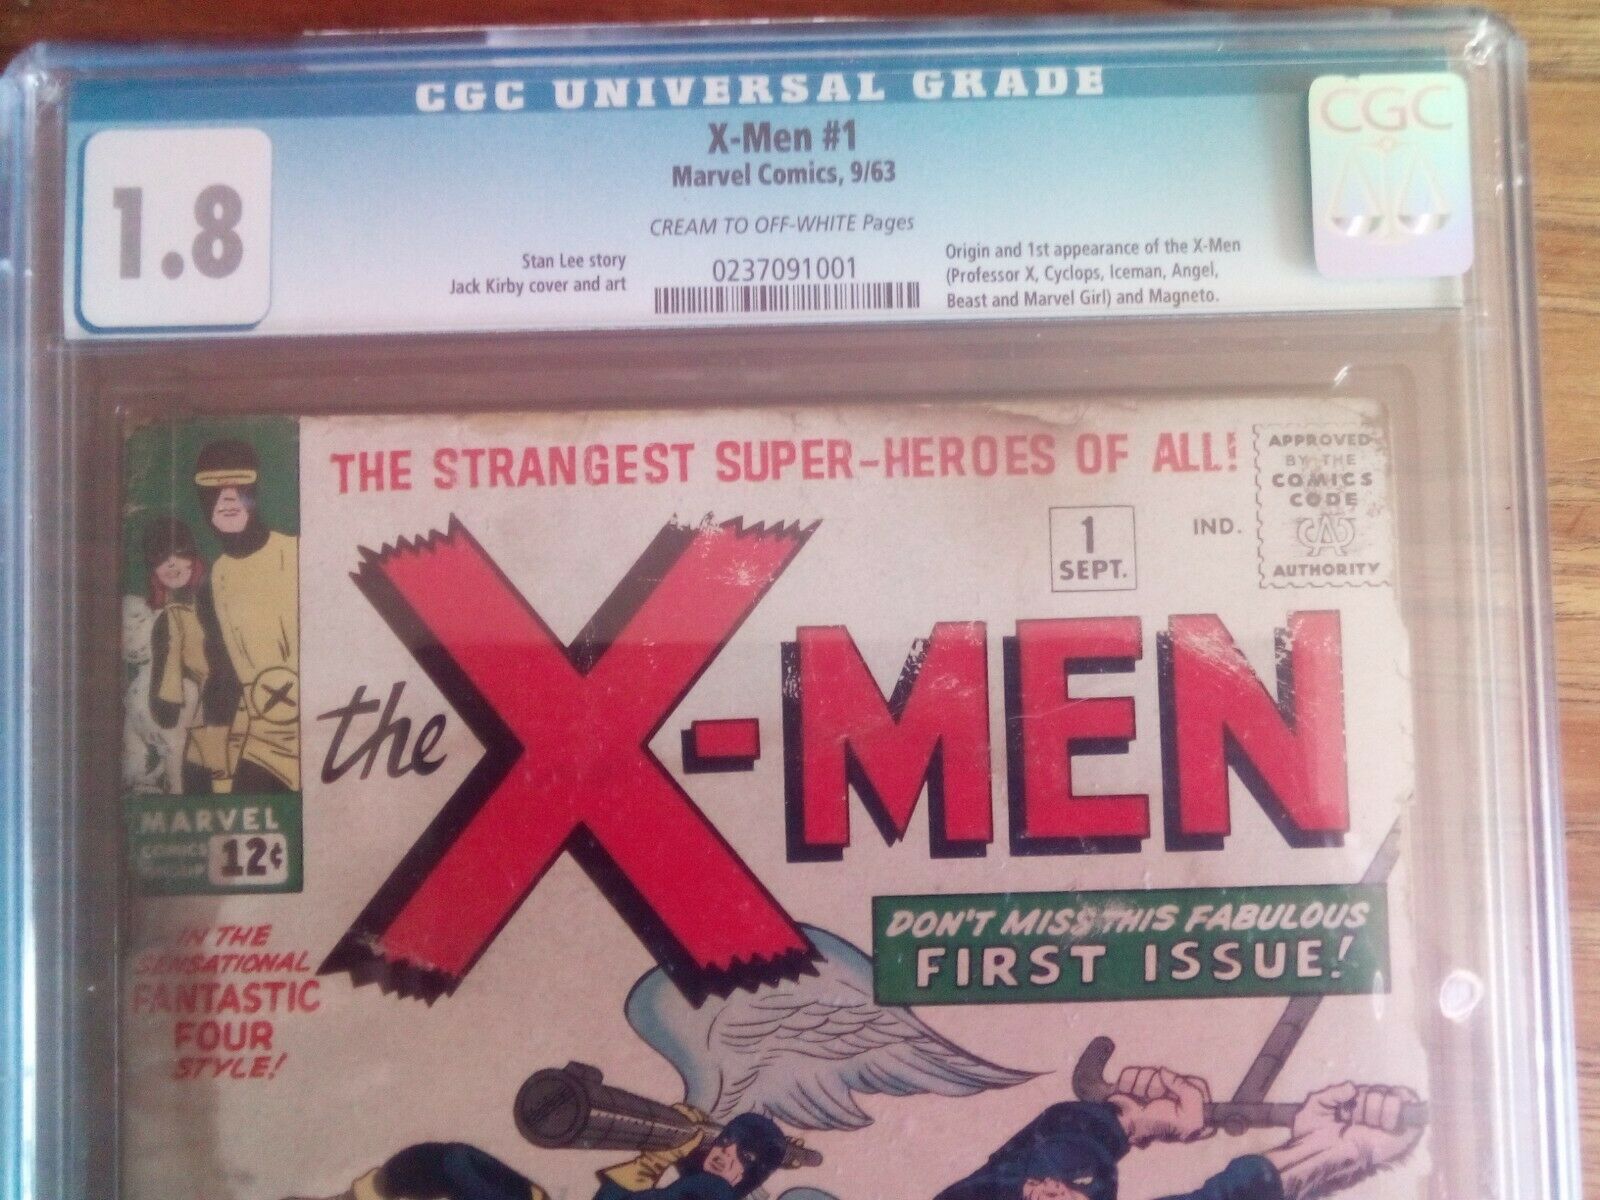 CGC UNIVERSAL GRADE
1.8
X-Men #1
Marvel Comics, 9/63
CREAM TO OFF-WHITE Pages
Stan Lee story
Jack Kirby cover and art
0237091001
Origin and 1st appearance of the X-Men
(Professor X, Cyclops, Iceman, Angel,
Beast and Marvel Girl) and Magneto.
CGC
THE STRANGEST SUPER-HEROES OF ALL!
1
SEPT.
IND.
APPROVED
BY THE
COMICS
CODE
CA
AUTHORITY
the X-MEN
X
MARVEL
COMICS
GROUP
12¢
IN THE
SENSATIONAL
FANTASTIC
FOUR
STYLE!
DON'T MISS THIS FABULOUS
FIRST ISSUE!